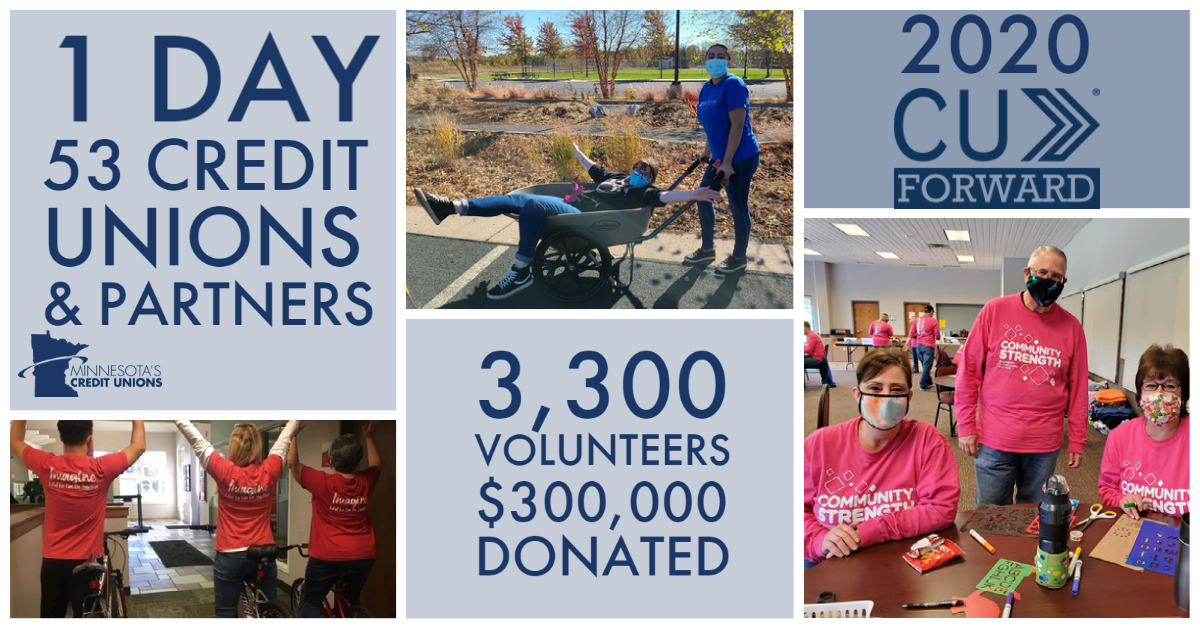 1 DAY
53 CREDIT
UNIONS
& PARTNERS
MINNESOTA'S
CREDIT UNIONS
2020
CU
®
FORWARD
3,300
VOLUNTEERS
$300,000
DONATED
Imagine
Imagine
Imagine
COMMUNITY
STRENGTH
COMMUNITY
STRENGTH
COMMUNITY
STRENGT